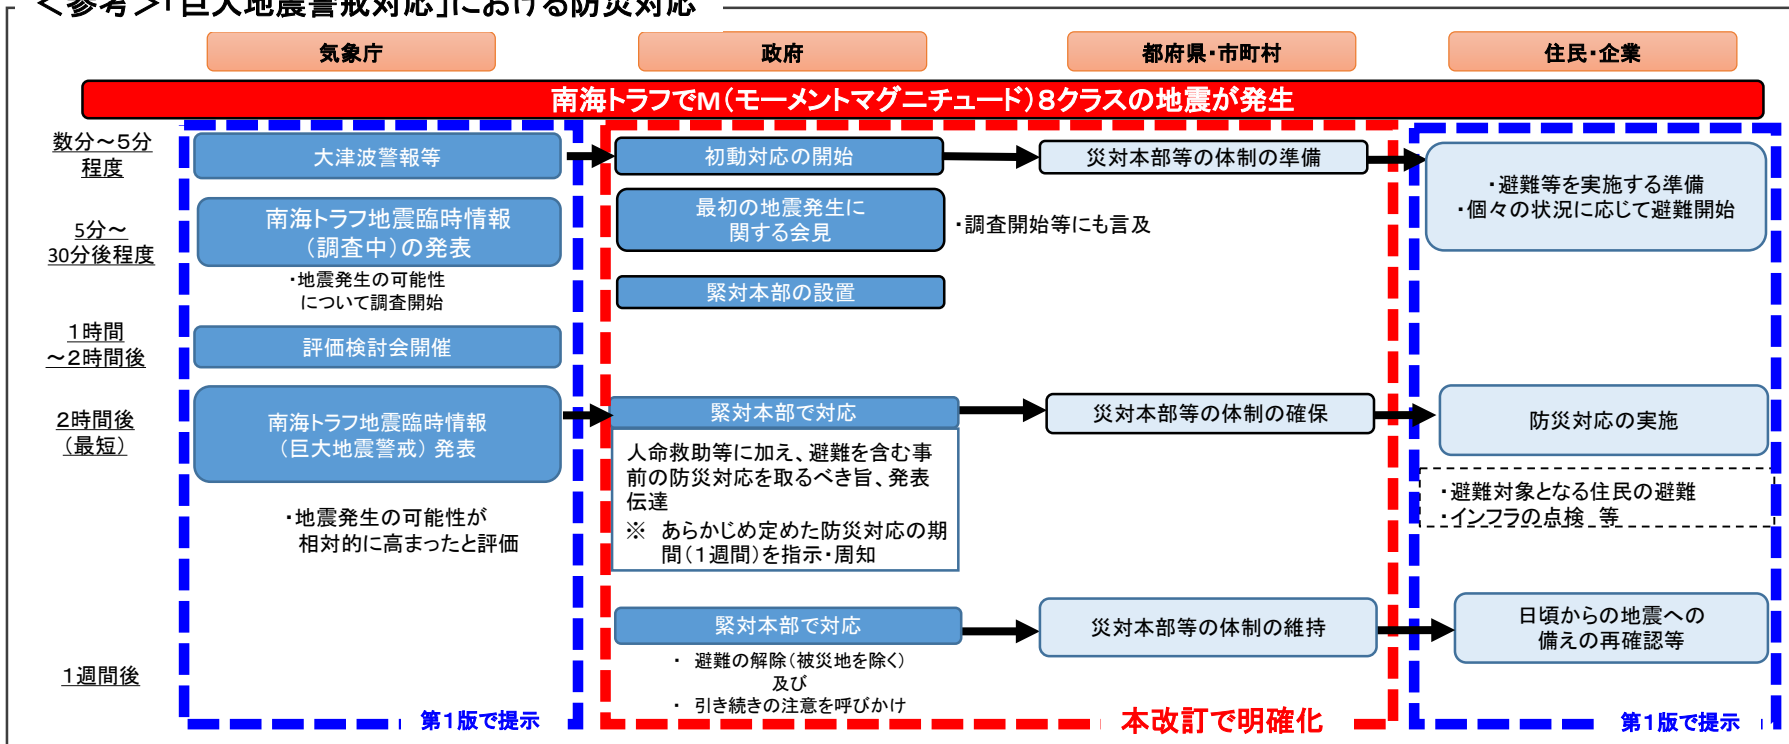 ＜参考＞「巨大地震警戒対応」における防災対応
気象庁
政府
都府県・市町村
住民・企業
南海トラフでM（モーメントマグニチュード）８クラスの地震が発生
数分～５分
程度
大津波警報等
初動対応の開始
災対本部等の体制の準備
・避難等を実施する準備
・個々の状況に応じて避難開始
5分～
30分後程度
南海トラフ地震臨時情報
（調査中）の発表
・地震発生の可能性
について調査開始
最初の地震発生に
関する会見
・調査開始等にも言及
緊対本部の設置
１時間
～２時間後
評価検討会開催
２時間後
（最短）
南海トラフ地震臨時情報
（巨大地震警戒）発表
・地震発生の可能性が
相対的に高まったと評価
緊対本部で対応
人命救助等に加え、避難を含む事
前の防災対応を取るべき旨、発表
伝達
※　あらかじめ定めた防災対応の期
間（１週間）を指示・周知
災対本部等の体制の確保
防災対応の実施
・避難対象となる住民の避難
・インフラの点検　等
１週間後
緊対本部で対応
・　避難の解除（被災地を除く）
及び
・　引き続きの注意を呼びかけ
災対本部等の体制の維持
日頃からの地震への
備えの再確認等
第１版で提示
本改訂で明確化
第１版で提示